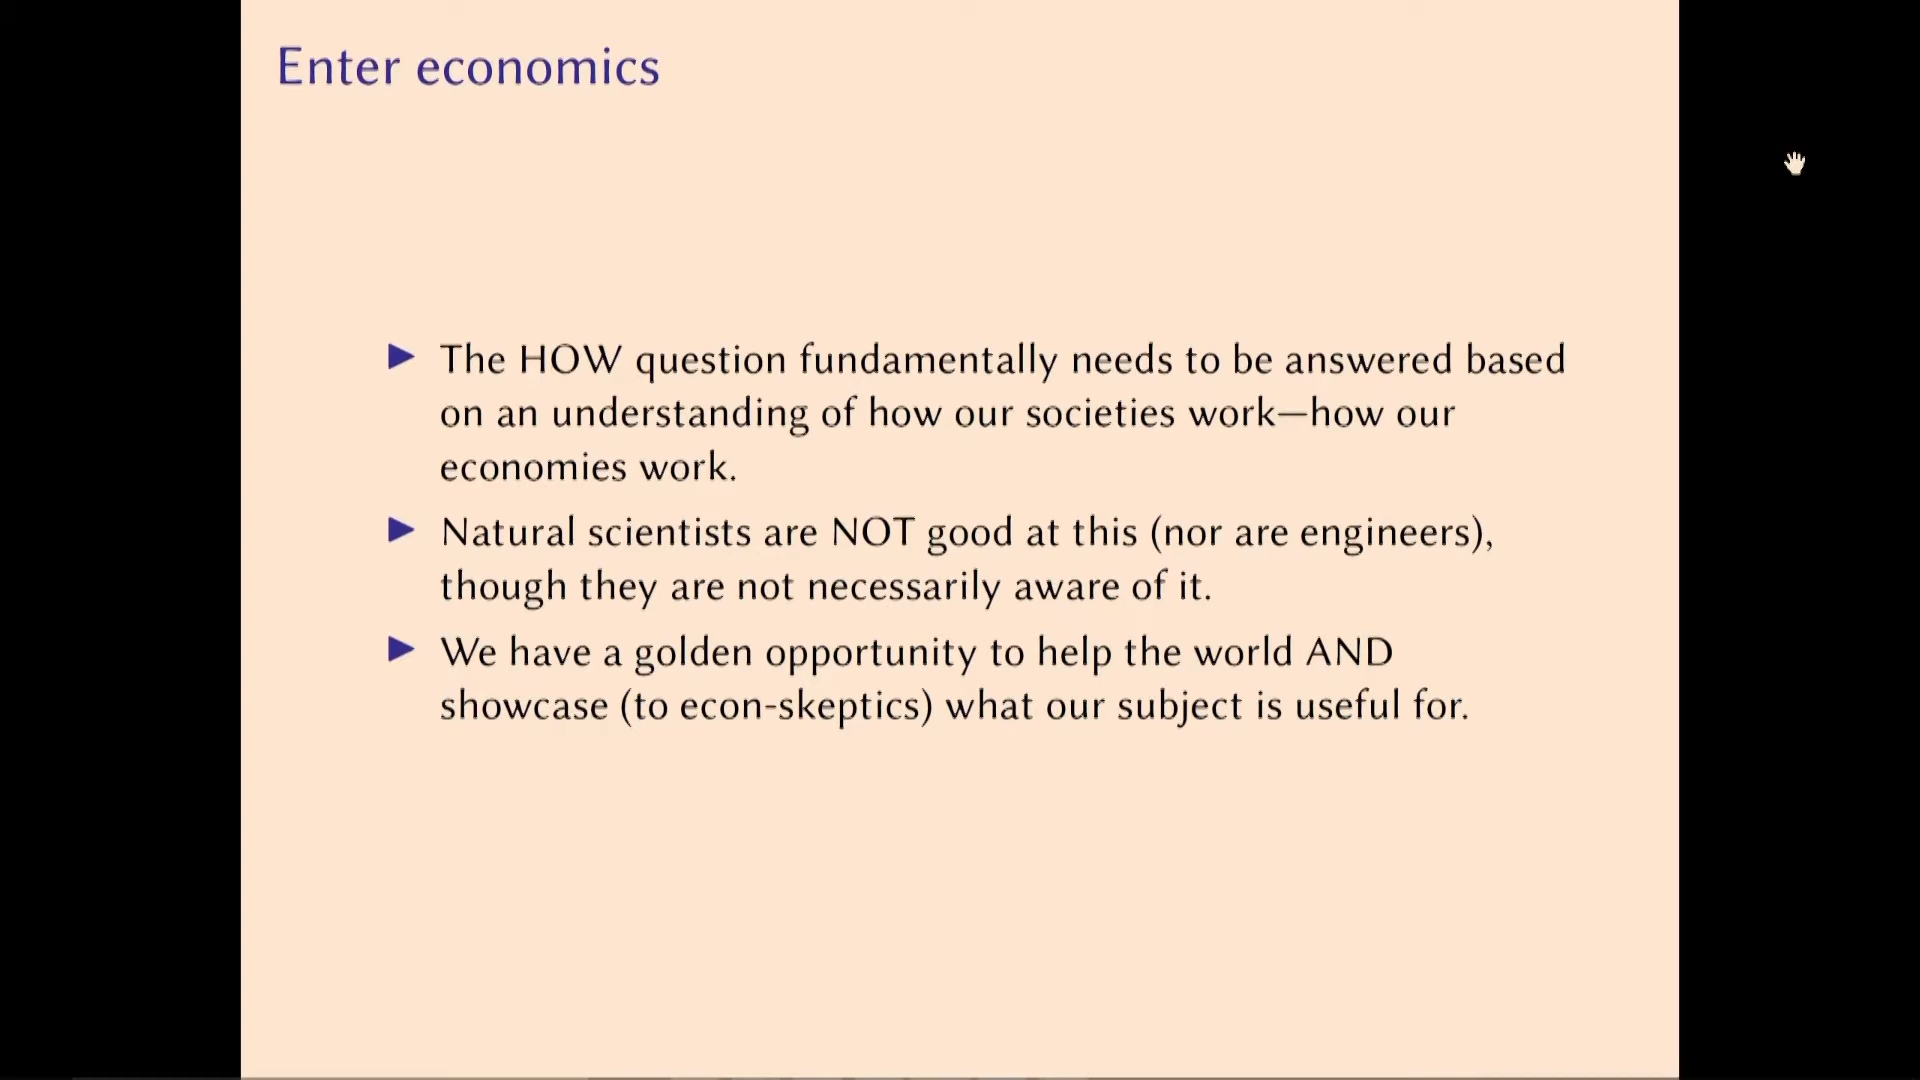 Enter economics
The HOW question fundamentally needs to be answered based
on an understanding of how our societies work—how our
economies work.
Natural scientists are NOT good at this (nor are engineers),
though they are not necessarily aware of it.
We have a golden opportunity to help the world AND
showcase (to econ-skeptics) what our subject is useful for.